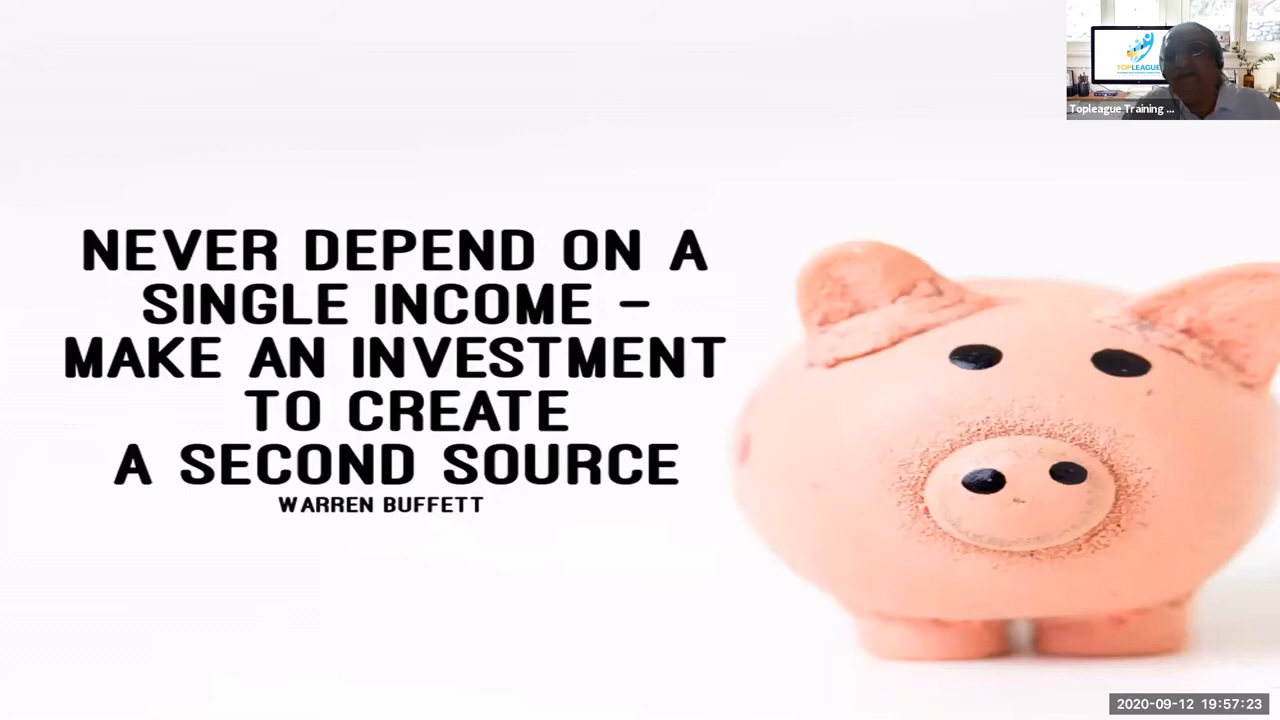 NEVER DEPEND ON A
SINGLE INCOME –
MAKE AN INVESTMENT
TO CREATE
A SECOND SOURCE
WARREN BUFFETT
TOPLEAGUE
Topleague Training ...
2020-09-12 19:57:23